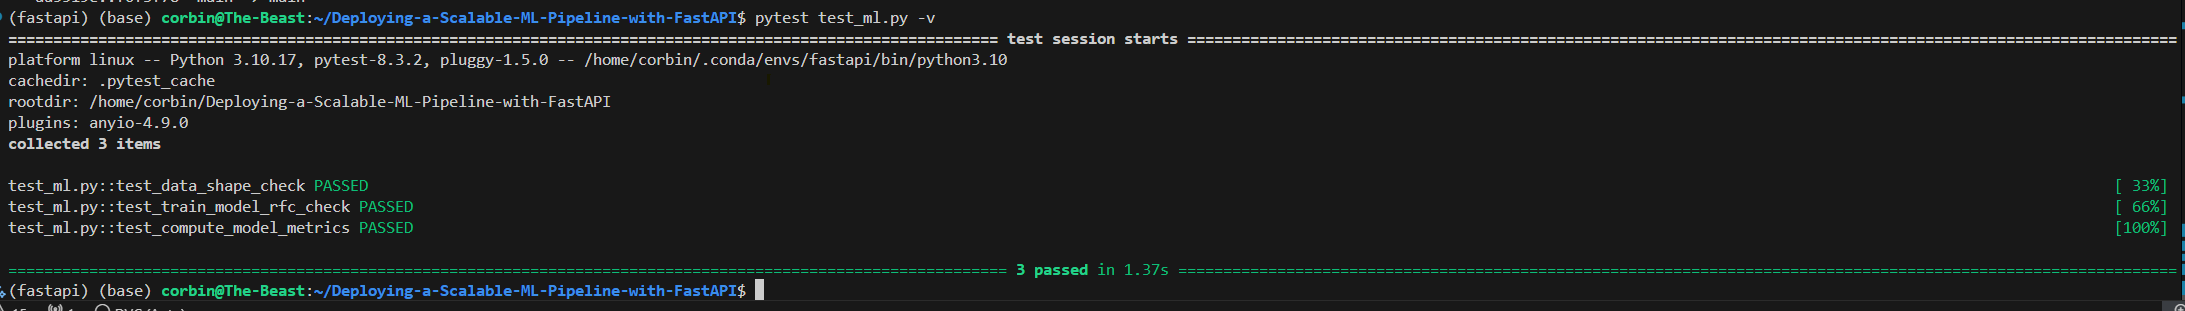 (fastapi) (base) corbin@The-Beast:~/Deploying-a-Scalable-ML-Pipeline-with-FastAPI$ pytest test_ml.py -v
============================== test session starts ==============================
platform linux -- Python 3.10.17, pytest-8.3.2, pluggy-1.5.0 -- /home/corbin/.conda/envs/fastapi/bin/python3.10
cachedir: .pytest_cache
rootdir: /home/corbin/Deploying-a-Scalable-ML-Pipeline-with-FastAPI
plugins: anyio-4.9.0
collected 3 items
test_ml.py::test_data_shape_check PASSED [ 33%]
test_ml.py::test_train_model_rfc_check PASSED [ 66%]
test_ml.py::test_compute_model_metrics PASSED [100%]
============================== 3 passed in 1.37s ==============================
(fastapi) (base) corbin@The-Beast:~/Deploying-a-Scalable-ML-Pipeline-with-FastAPI$